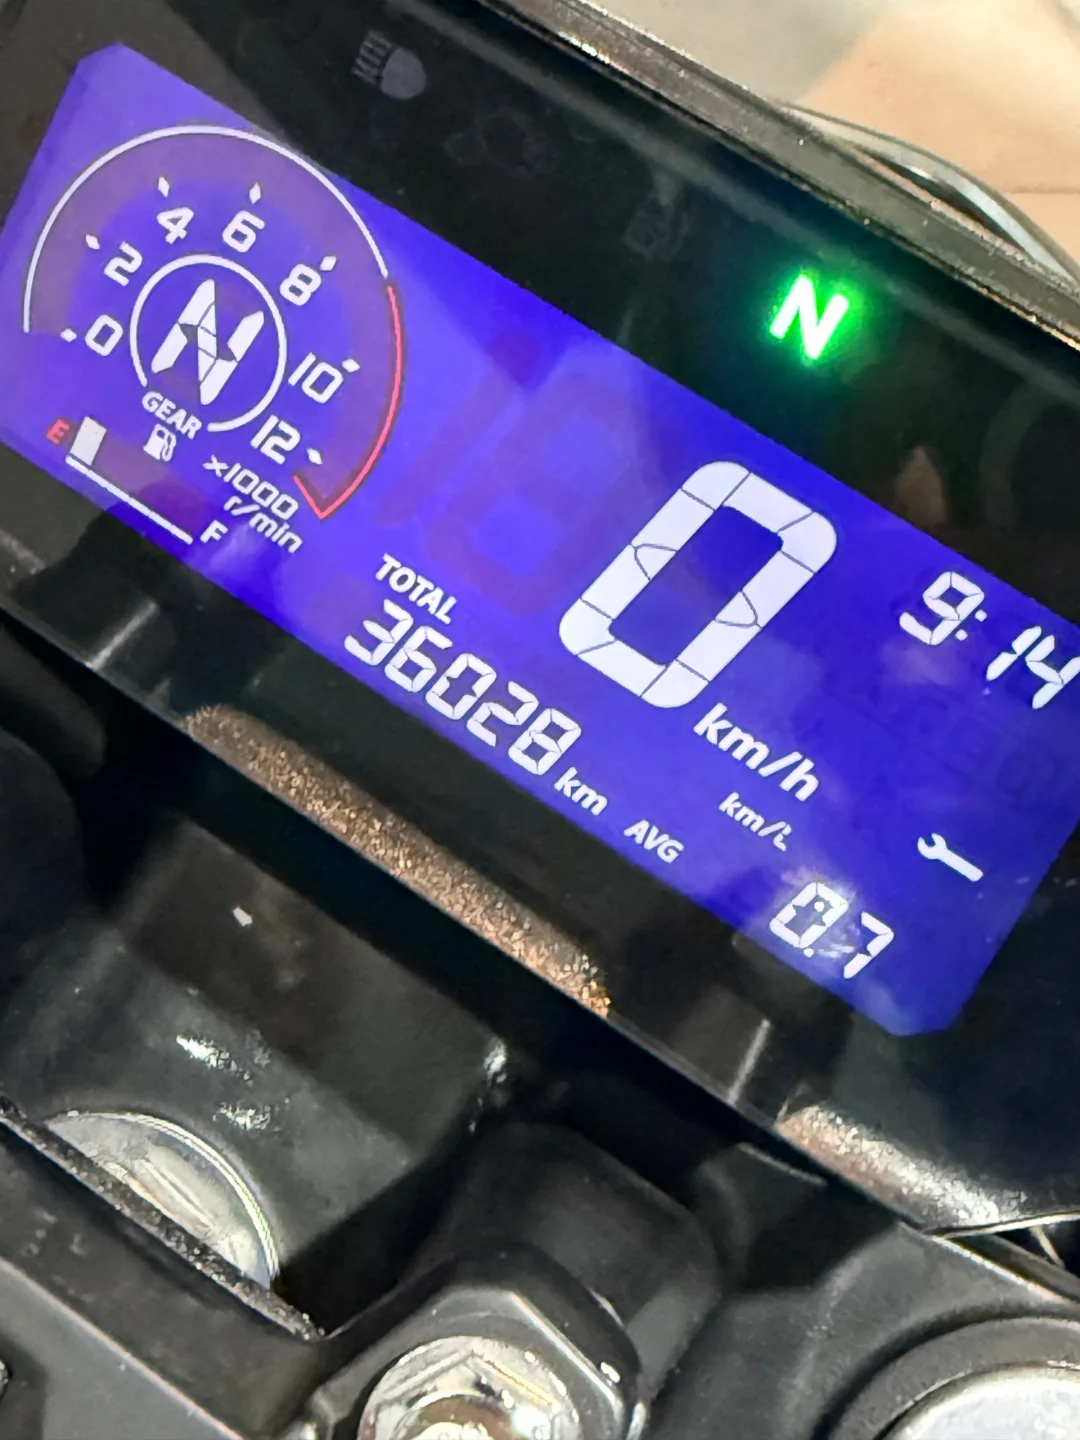 4 6
2 8
0 N 10
GEAR 12
E F
×1000
r/min
N
0
km/h
9:14
TOTAL
36028 km
AVG
km/L
0.7